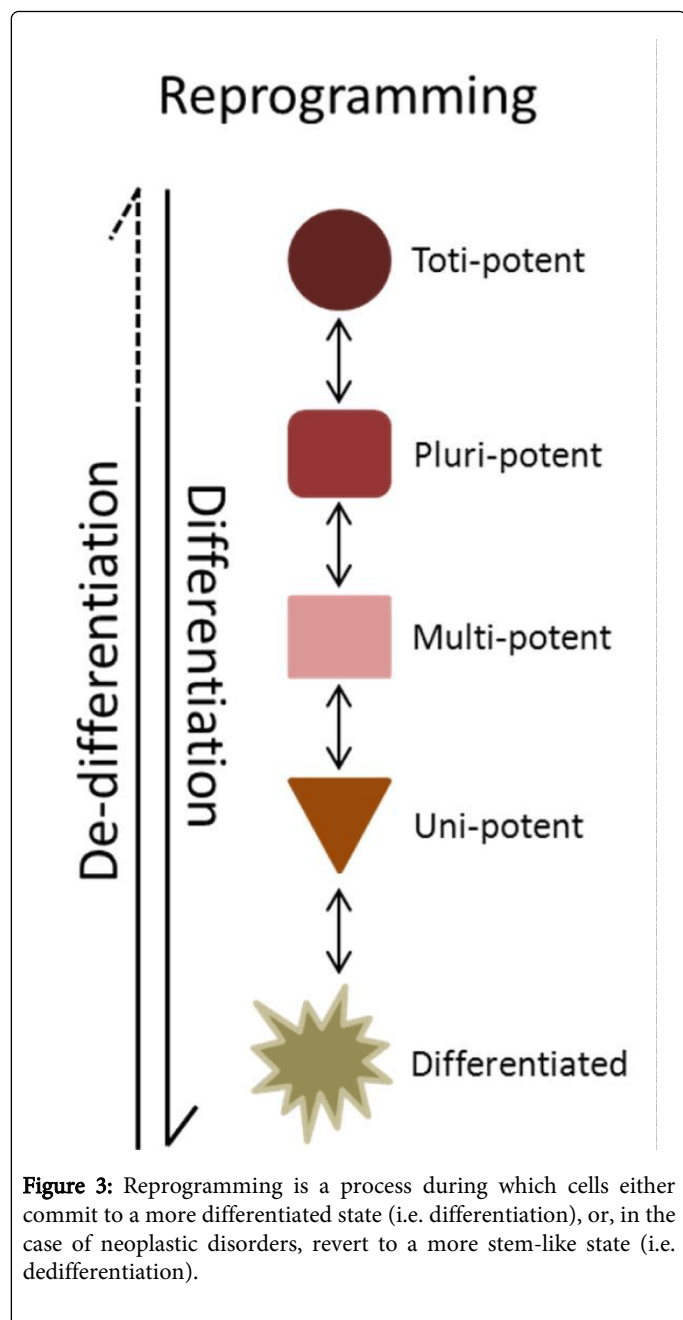 Reprogramming
Toti-potent
Pluri-potent
Multi-potent
Uni-potent
Differentiated
De-differentiation
Differentiation
Figure 3: Reprogramming is a process during which cells either
commit to a more differentiated state (i.e. differentiation), or, in the
case of neoplastic disorders, revert to a more stem-like state (i.e.
dedifferentiation).